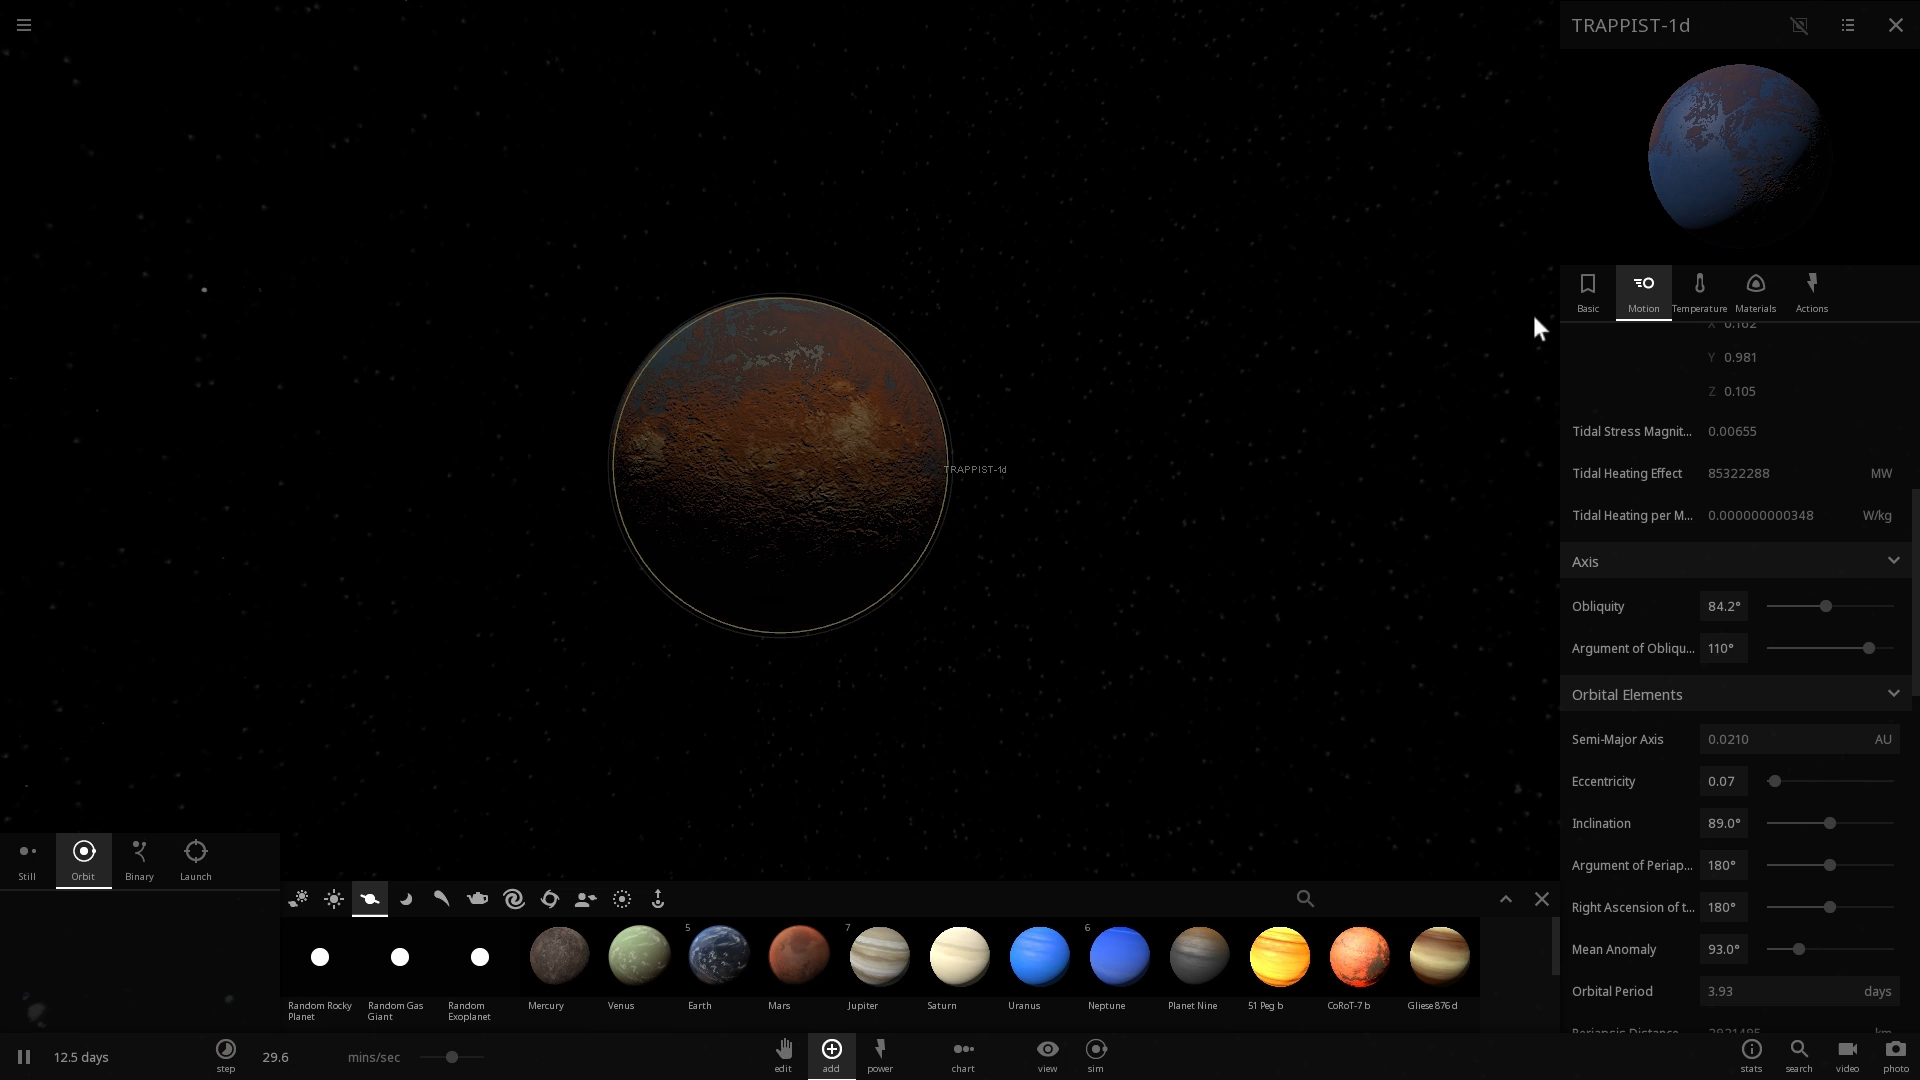 TRAPPIST-1d
Basic
Motion
Temperature
Materials
Actions
X 0.162
Y 0.981
Z 0.105
Tidal Stress Magnit... 0.00655
Tidal Heating Effect 85322288 MW
Tidal Heating per M... 0.000000000348 W/kg
Axis
Obliquity 84.2°
Argument of Obliqu... 110°
Orbital Elements
Semi-Major Axis 0.0210 AU
Eccentricity 0.07
Inclination 89.0°
Argument of Periap... 180°
Right Ascension of t... 180°
Mean Anomaly 93.0°
Orbital Period 3.93 days
Periapsis Distance km
TRAPPIST-1d
Still
Orbit
Binary
Launch
5
7
6
Random Rocky
Planet
Random Gas
Giant
Random
Exoplanet
Mercury
Venus
Earth
Mars
Jupiter
Saturn
Uranus
Neptune
Planet Nine
51 Peg b
CoRoT-7 b
Gliese 876 d
12.5 days
step
29.6 mins/sec
edit
add
power
chart
view
sim
stats
search
video
photo